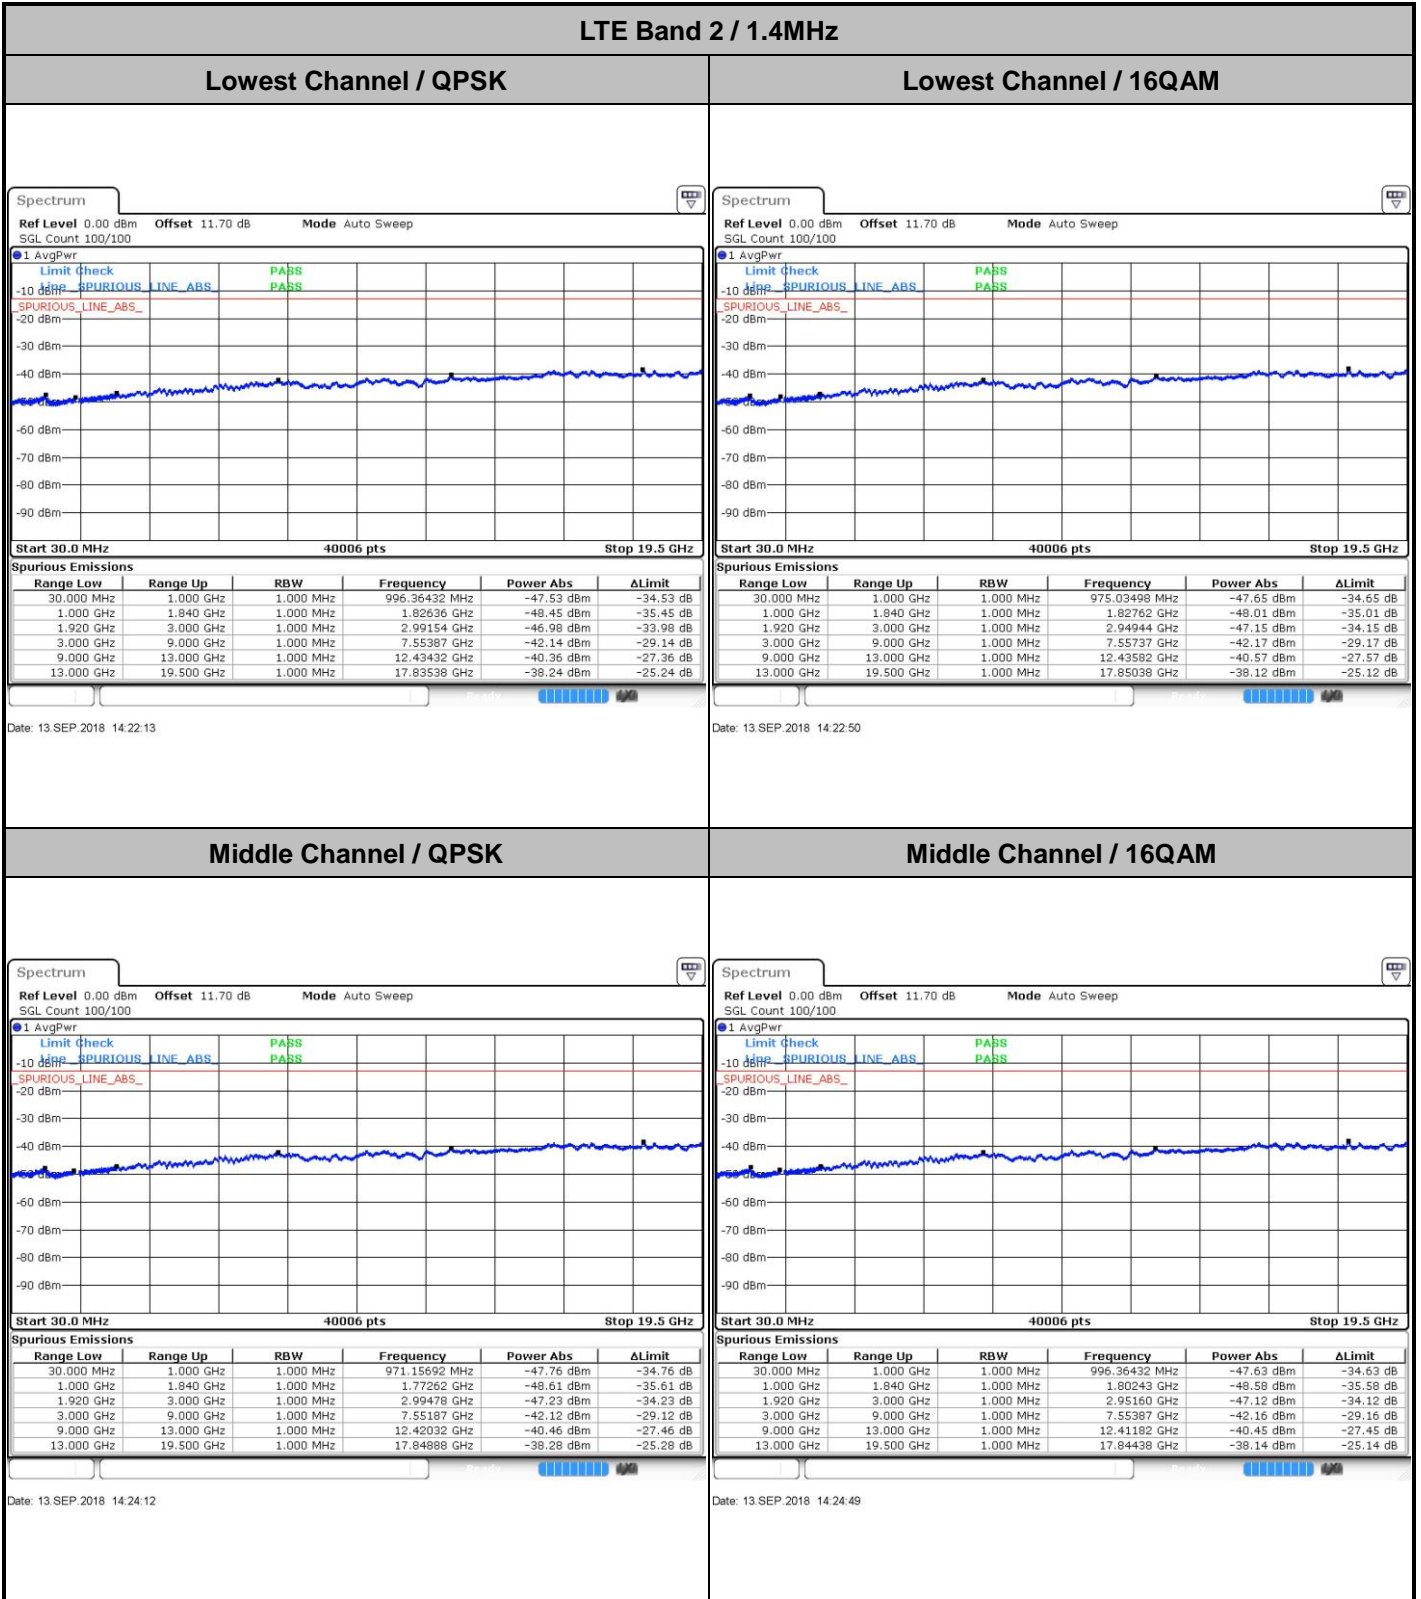 LTE Band 2 / 1.4MHz
Lowest Channel / QPSK
Lowest Channel / 16QAM
Spectrum
Ref Level 0.00 dBm Offset 11.70 dB Mode Auto Sweep
SGL Count 100/100
1 AvgPwr
Limit Check PASS
Line _SPURIOUS_LINE_ABS_ PASS
-10 dBm
_SPURIOUS_LINE_ABS_
-20 dBm
-30 dBm
-40 dBm
-60 dBm
-70 dBm
-80 dBm
-90 dBm
Start 30.0 MHz 40006 pts Stop 19.5 GHz
Spurious Emissions
Range Low Range Up RBW Frequency Power Abs ΔLimit
30.000 MHz 1.000 GHz 1.000 MHz 996.36432 MHz -47.53 dBm -34.53 dB
1.000 GHz 1.840 GHz 1.000 MHz 1.82636 GHz -48.45 dBm -35.45 dB
1.920 GHz 3.000 GHz 1.000 MHz 2.99154 GHz -46.98 dBm -33.98 dB
3.000 GHz 9.000 GHz 1.000 MHz 7.55387 GHz -42.14 dBm -29.14 dB
9.000 GHz 13.000 GHz 1.000 MHz 12.43432 GHz -40.36 dBm -27.36 dB
13.000 GHz 19.500 GHz 1.000 MHz 17.83538 GHz -38.24 dBm -25.24 dB
Date: 13.SEP.2018 14:22:13
Spectrum
Ref Level 0.00 dBm Offset 11.70 dB Mode Auto Sweep
SGL Count 100/100
1 AvgPwr
Limit Check PASS
Line _SPURIOUS_LINE_ABS_ PASS
-10 dBm
_SPURIOUS_LINE_ABS_
-20 dBm
-30 dBm
-40 dBm
-60 dBm
-70 dBm
-80 dBm
-90 dBm
Start 30.0 MHz 40006 pts Stop 19.5 GHz
Spurious Emissions
Range Low Range Up RBW Frequency Power Abs ΔLimit
30.000 MHz 1.000 GHz 1.000 MHz 975.03498 MHz -47.65 dBm -34.65 dB
1.000 GHz 1.840 GHz 1.000 MHz 1.82762 GHz -48.01 dBm -35.01 dB
1.920 GHz 3.000 GHz 1.000 MHz 2.94944 GHz -47.15 dBm -34.15 dB
3.000 GHz 9.000 GHz 1.000 MHz 7.55737 GHz -42.17 dBm -29.17 dB
9.000 GHz 13.000 GHz 1.000 MHz 12.43582 GHz -40.57 dBm -27.57 dB
13.000 GHz 19.500 GHz 1.000 MHz 17.85038 GHz -38.12 dBm -25.12 dB
Date: 13.SEP.2018 14:22:50
Middle Channel / QPSK
Middle Channel / 16QAM
Spectrum
Ref Level 0.00 dBm Offset 11.70 dB Mode Auto Sweep
SGL Count 100/100
1 AvgPwr
Limit Check PASS
Line _SPURIOUS_LINE_ABS_ PASS
-10 dBm
_SPURIOUS_LINE_ABS_
-20 dBm
-30 dBm
-40 dBm
-60 dBm
-70 dBm
-80 dBm
-90 dBm
Start 30.0 MHz 40006 pts Stop 19.5 GHz
Spurious Emissions
Range Low Range Up RBW Frequency Power Abs ΔLimit
30.000 MHz 1.000 GHz 1.000 MHz 971.15692 MHz -47.76 dBm -34.76 dB
1.000 GHz 1.840 GHz 1.000 MHz 1.77262 GHz -48.61 dBm -35.61 dB
1.920 GHz 3.000 GHz 1.000 MHz 2.99478 GHz -47.23 dBm -34.23 dB
3.000 GHz 9.000 GHz 1.000 MHz 7.55187 GHz -42.12 dBm -29.12 dB
9.000 GHz 13.000 GHz 1.000 MHz 12.42032 GHz -40.46 dBm -27.46 dB
13.000 GHz 19.500 GHz 1.000 MHz 17.84888 GHz -38.28 dBm -25.28 dB
Date: 13.SEP.2018 14:24:12
Spectrum
Ref Level 0.00 dBm Offset 11.70 dB Mode Auto Sweep
SGL Count 100/100
1 AvgPwr
Limit Check PASS
Line _SPURIOUS_LINE_ABS_ PASS
-10 dBm
_SPURIOUS_LINE_ABS_
-20 dBm
-30 dBm
-40 dBm
-60 dBm
-70 dBm
-80 dBm
-90 dBm
Start 30.0 MHz 40006 pts Stop 19.5 GHz
Spurious Emissions
Range Low Range Up RBW Frequency Power Abs ΔLimit
30.000 MHz 1.000 GHz 1.000 MHz 996.36432 MHz -47.63 dBm -34.63 dB
1.000 GHz 1.840 GHz 1.000 MHz 1.80243 GHz -48.58 dBm -35.58 dB
1.920 GHz 3.000 GHz 1.000 MHz 2.95160 GHz -47.12 dBm -34.12 dB
3.000 GHz 9.000 GHz 1.000 MHz 7.55387 GHz -42.16 dBm -29.16 dB
9.000 GHz 13.000 GHz 1.000 MHz 12.41182 GHz -40.45 dBm -27.45 dB
13.000 GHz 19.500 GHz 1.000 MHz 17.84438 GHz -38.14 dBm -25.14 dB
Date: 13.SEP.2018 14:24:49